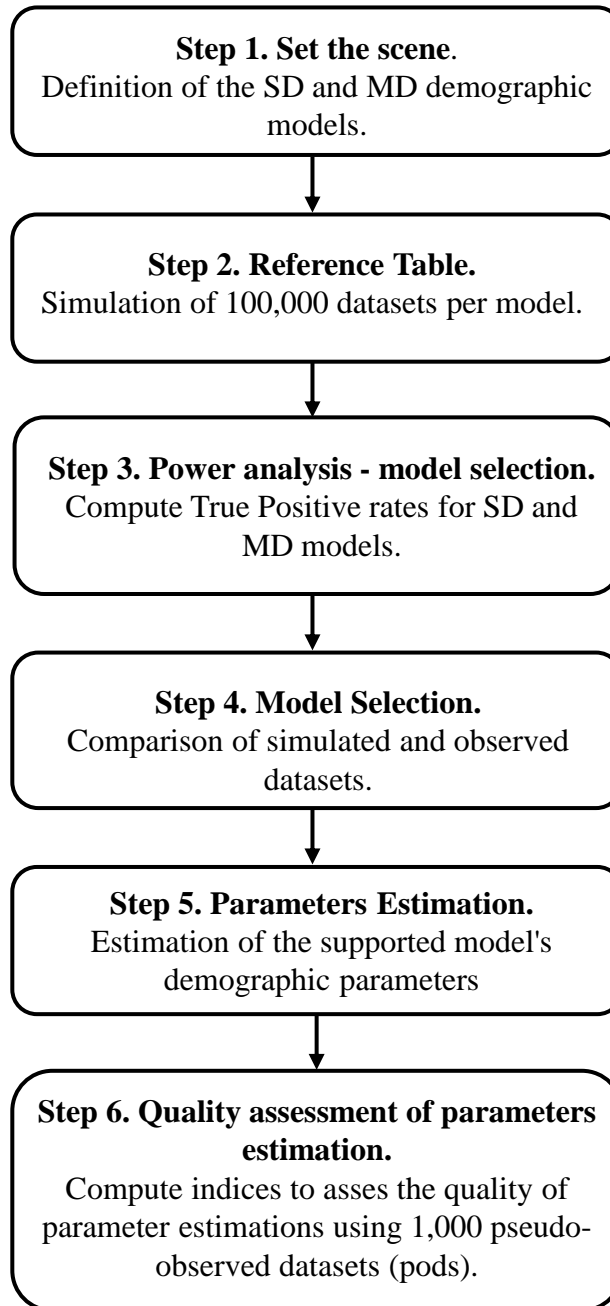 Step 1. Set the scene.
Definition of the SD and MD demographic
models.
Step 2. Reference Table.
Simulation of 100,000 datasets per model.
Step 3. Power analysis - model selection.
Compute True Positive rates for SD and
MD models.
Step 4. Model Selection.
Comparison of simulated and observed
datasets.
Step 5. Parameters Estimation.
Estimation of the supported model's
demographic parameters
Step 6. Quality assessment of parameters
estimation.
Compute indices to asses the quality of
parameter estimations using 1,000 pseudo-
observed datasets (pods).